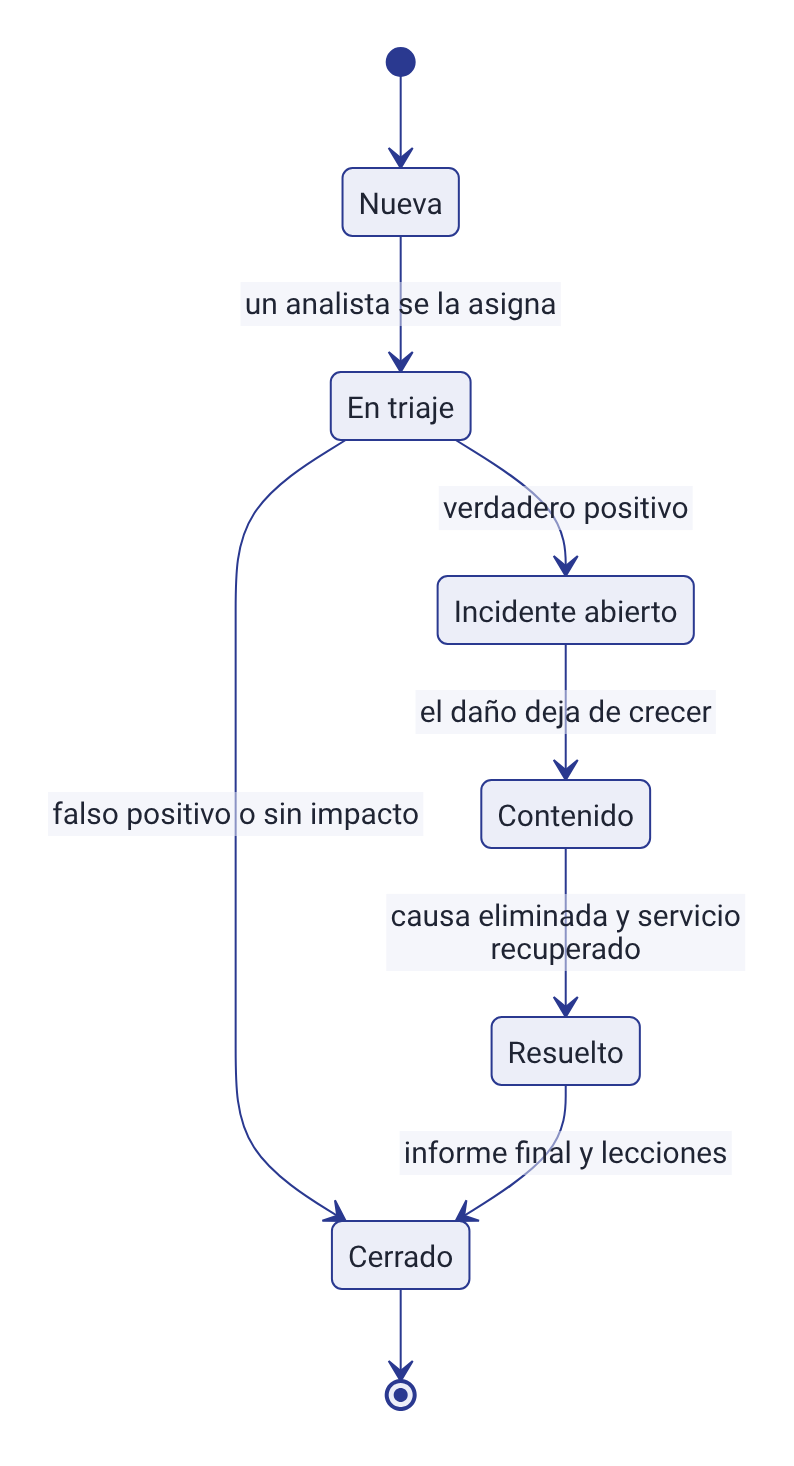 Nueva
un analista se la asigna
En triaje
verdadero positivo
Incidente abierto
el daño deja de crecer
Contenido
falso positivo o sin impacto
causa eliminada y servicio
recuperado
Resuelto
informe final y lecciones
Cerrado